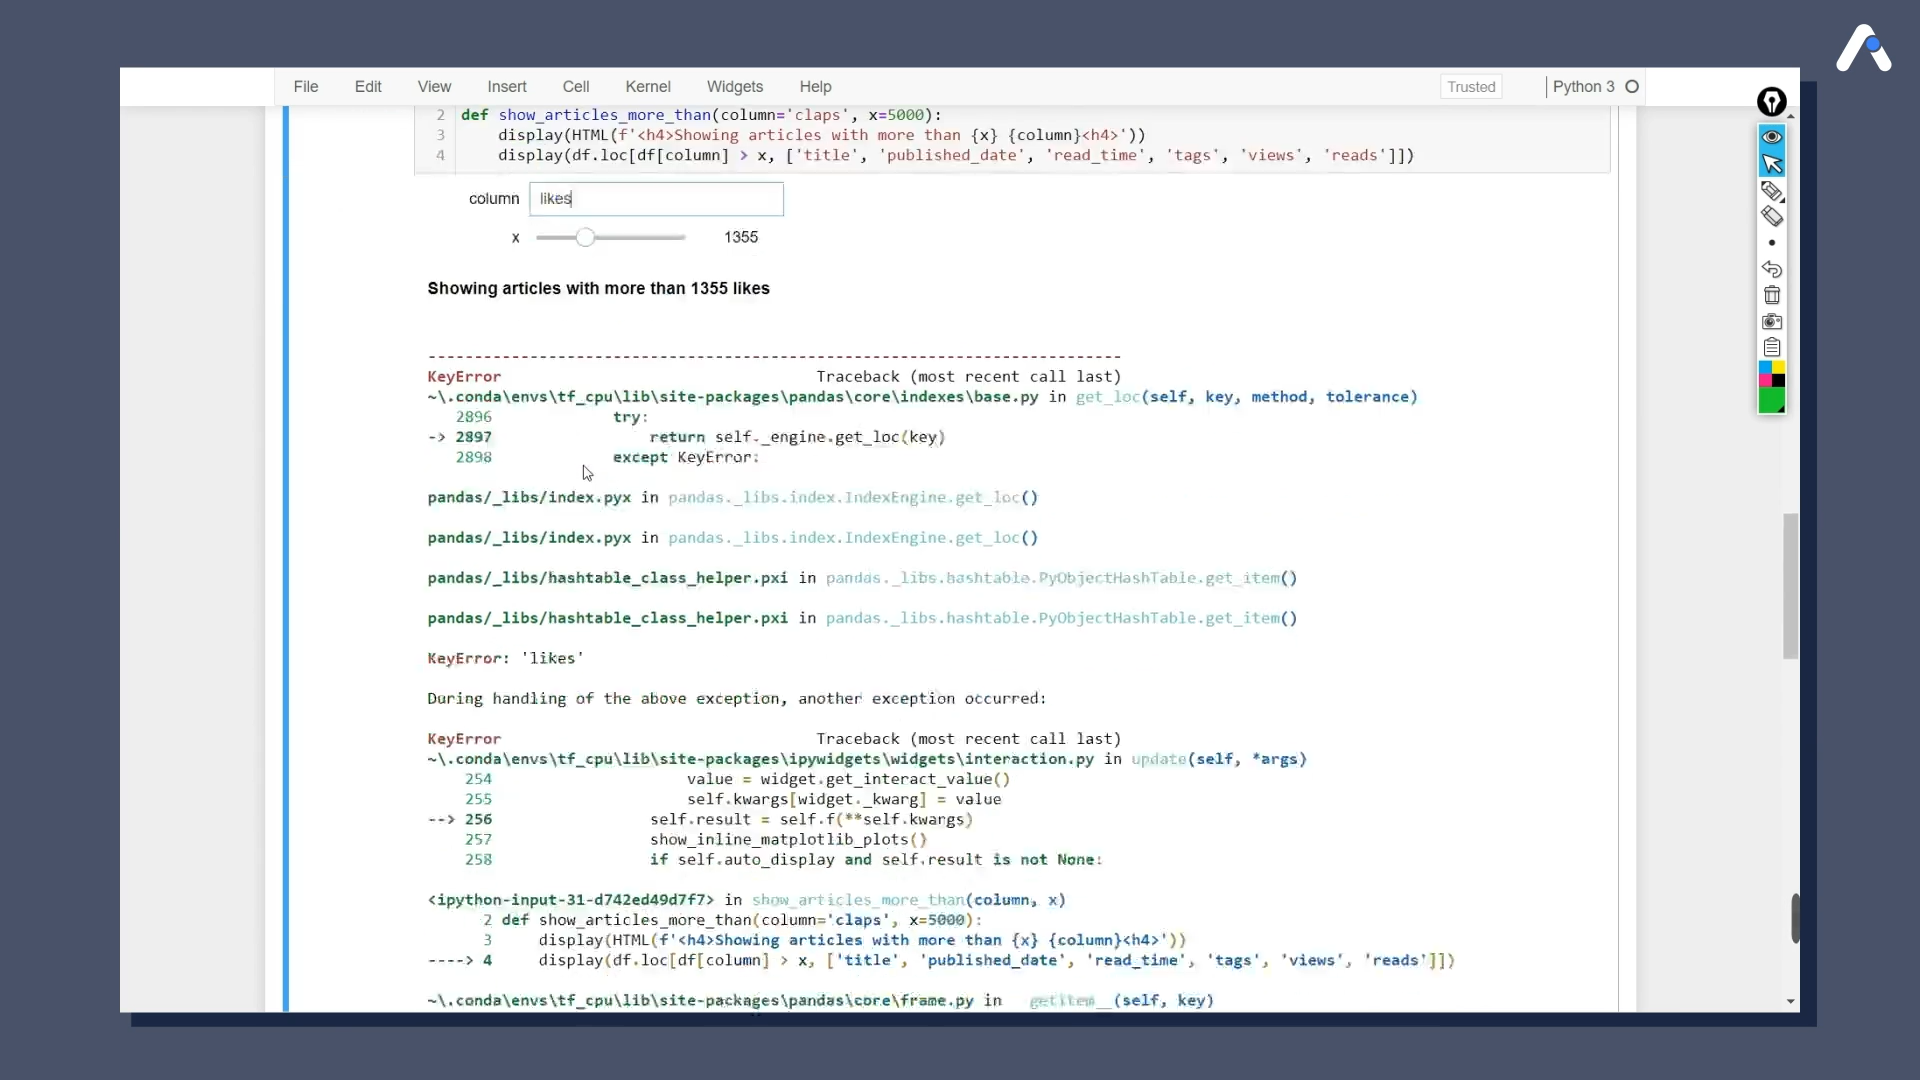 File Edit View Insert Cell Kernel Widgets Help Trusted Python 3
2 def show_articles_more_than(column='claps', x=5000):
3 display(HTML(f'<h4>Showing articles with more than {x} {column}<h4>'))
4 display(df.loc[df[column] > x, ['title', 'published_date', 'read_time', 'tags', 'views', 'reads']])
column likes
x 1355
Showing articles with more than 1355 likes
---------------------------------------------------------------------------
KeyError Traceback (most recent call last)
~\.conda\envs\tf_cpu\lib\site-packages\pandas\core\indexes\base.py in get_loc(self, key, method, tolerance)
2896 try:
-> 2897 return self._engine.get_loc(key)
2898 except KeyError:
pandas/_libs/index.pyx in pandas._libs.index.IndexEngine.get_loc()
pandas/_libs/index.pyx in pandas._libs.index.IndexEngine.get_loc()
pandas/_libs/hashtable_class_helper.pxi in pandas._libs.hashtable.PyObjectHashTable.get_item()
pandas/_libs/hashtable_class_helper.pxi in pandas._libs.hashtable.PyObjectHashTable.get_item()
KeyError: 'likes'
During handling of the above exception, another exception occurred:
KeyError Traceback (most recent call last)
~\.conda\envs\tf_cpu\lib\site-packages\ipywidgets\widgets\interaction.py in update(self, *args)
254 value = widget.get_interact_value()
255 self.kwargs[widget._kwarg] = value
--> 256 self.result = self.f(**self.kwargs)
257 show_inline_matplotlib_plots()
258 if self.auto_display and self.result is not None:
<ipython-input-31-d742ed49d7f7> in show_articles_more_than(column, x)
2 def show_articles_more_than(column='claps', x=5000):
3 display(HTML(f'<h4>Showing articles with more than {x} {column}<h4>'))
----> 4 display(df.loc[df[column] > x, ['title', 'published_date', 'read_time', 'tags', 'views', 'reads']])
~\.conda\envs\tf_cpu\lib\site-packages\pandas\core\frame.py in __getitem__(self, key)